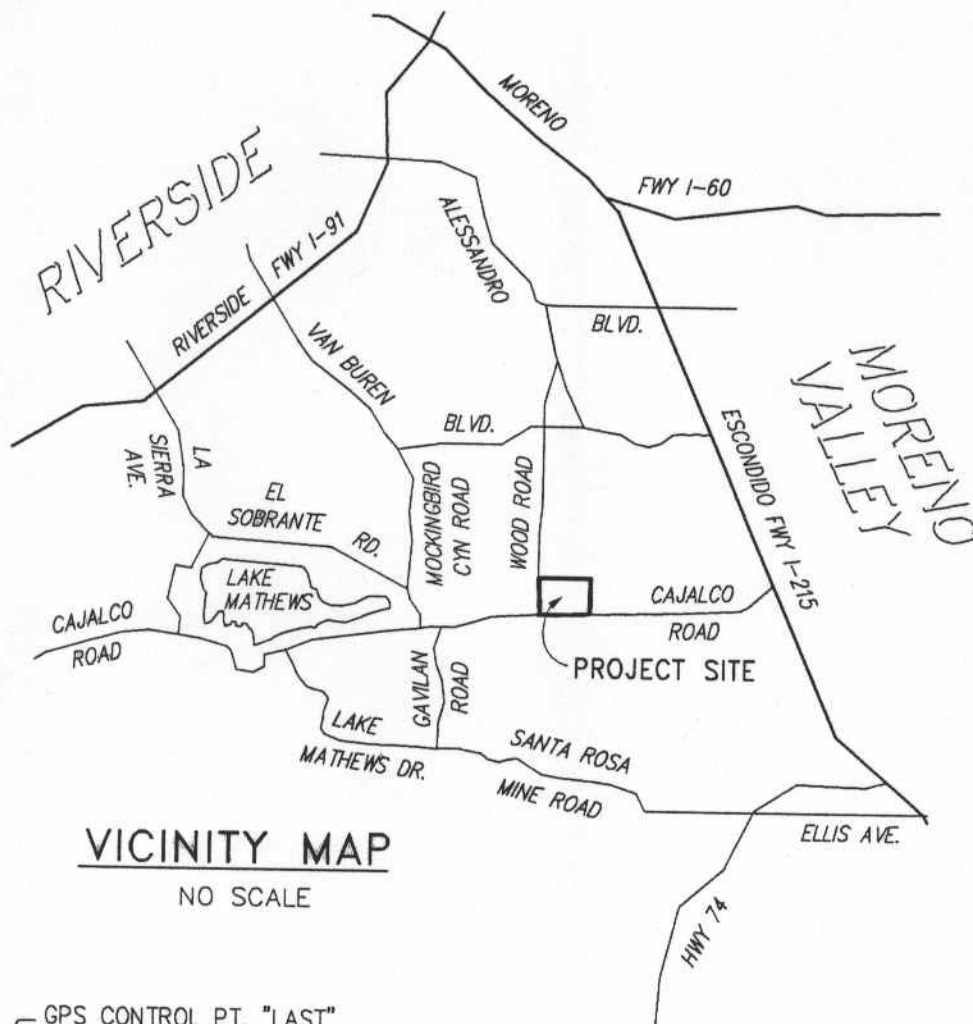 MORENO
FWY I-60
RIVERSIDE
ALESSANDRO
BLVD.
RIVERSIDE FWY I-91
VAN BUREN
BLVD.
MORENO
VALLEY
LA
SIERRA
AVE.
EL
SOBRANTE
RD.
MOCKINGBIRD
CYN ROAD
WOOD ROAD
ESCONDIDO FWY I-215
LAKE
MATHEWS
CAJALCO
ROAD
CAJALCO
ROAD
PROJECT SITE
GAVILAN
ROAD
LAKE
MATHEWS DR.
SANTA ROSA
MINE ROAD
ELLIS AVE.
HWY 74
VICINITY MAP
NO SCALE
GPS CONTROL PT. "LAST"